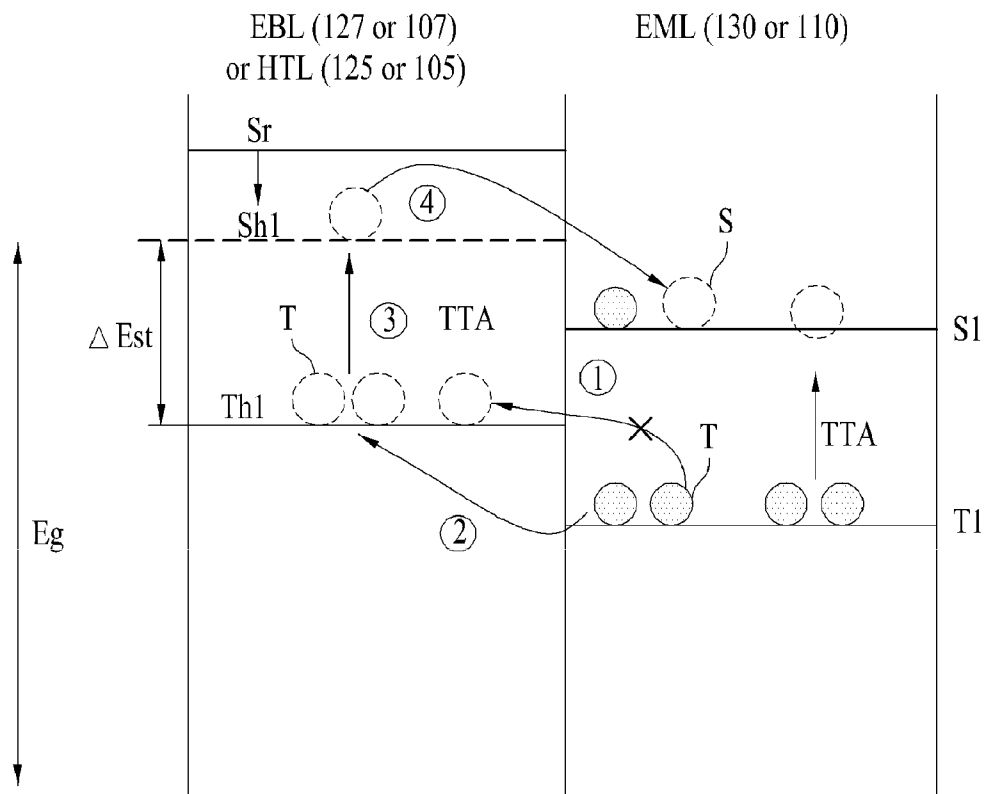 EBL (127 or 107)
or HTL (125 or 105)
EML (130 or 110)
Sr
④
Sh1
S
S1
T
③
TTA
△ Est
①
Th1
T
TTA
②
T1
Eg